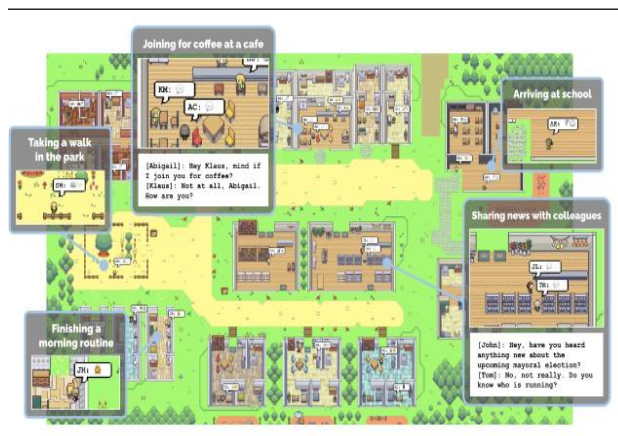 Joining for coffee at a cafe
KM:
AC:
[Abigail]: Hey Klaus, mind if
I join you for coffee?
[Klaus]: Not at all, Abigail.
How are you?
Arriving at school
AK:
Taking a walk
in the park
Sharing news with colleagues
JL:
TM:
[John]: Hey, have you heard
anything new about the
upcoming mayoral election?
[Tom]: No, not really. Do you
know who is running?
Finishing a
morning routine
JM: